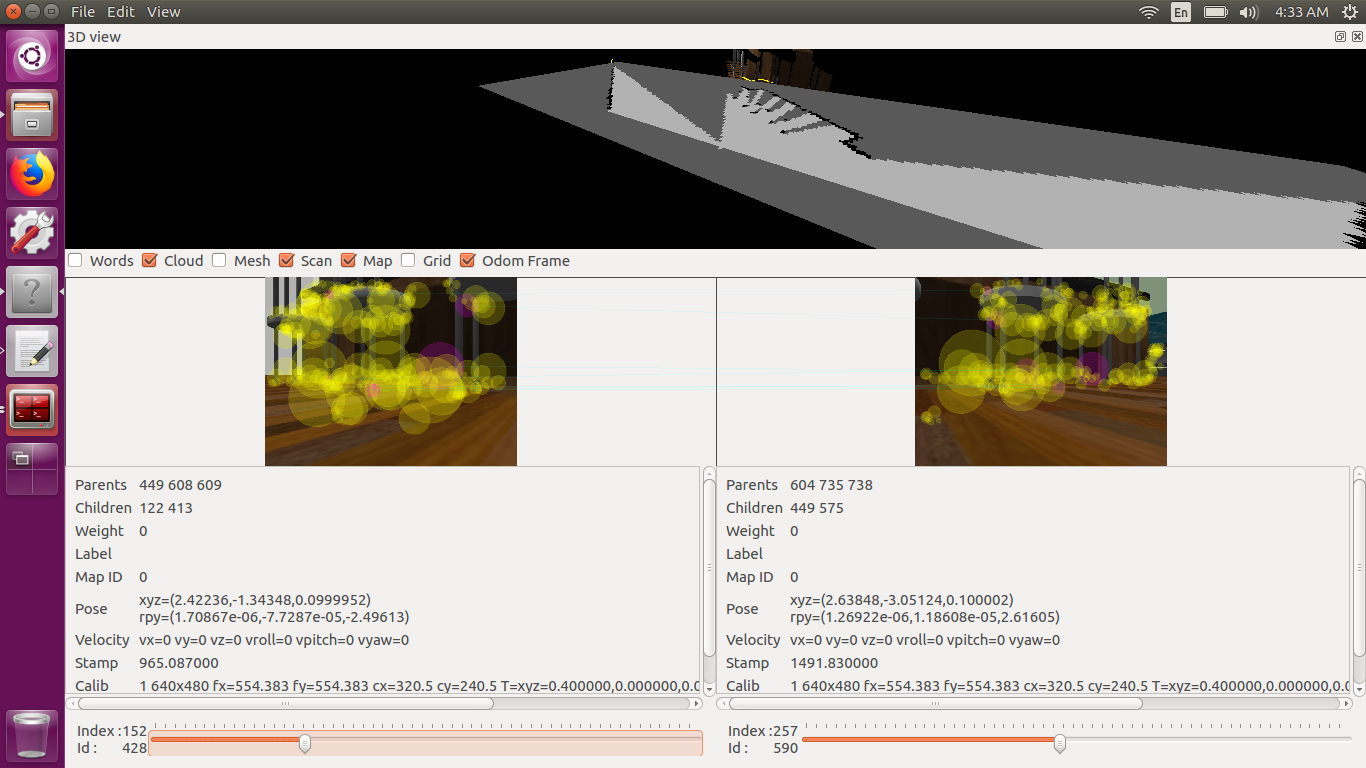 File Edit View
En 4:33 AM
3D view
Words Cloud Mesh Scan Map Grid Odom Frame
Parents 449 608 609
Children 122 413
Weight 0
Label
Map ID 0
Pose xyz=(2.42236,-1.34348,0.0999952)
rpy=(1.70867e-06,-7.7287e-05,-2.49613)
Velocity vx=0 vy=0 vz=0 vroll=0 vpitch=0 vyaw=0
Stamp 965.087000
Calib 1 640x480 fx=554.383 fy=554.383 cx=320.5 cy=240.5 T=xyz=0.400000,0.000000,0.0
Index :152
Id : 428
Parents 604 735 738
Children 449 575
Weight 0
Label
Map ID 0
Pose xyz=(2.63848,-3.05124,0.100002)
rpy=(1.26922e-06,1.18608e-05,2.61605)
Velocity vx=0 vy=0 vz=0 vroll=0 vpitch=0 vyaw=0
Stamp 1491.830000
Calib 1 640x480 fx=554.383 fy=554.383 cx=320.5 cy=240.5 T=xyz=0.400000,0.000000,0.0
Index :257
Id : 590